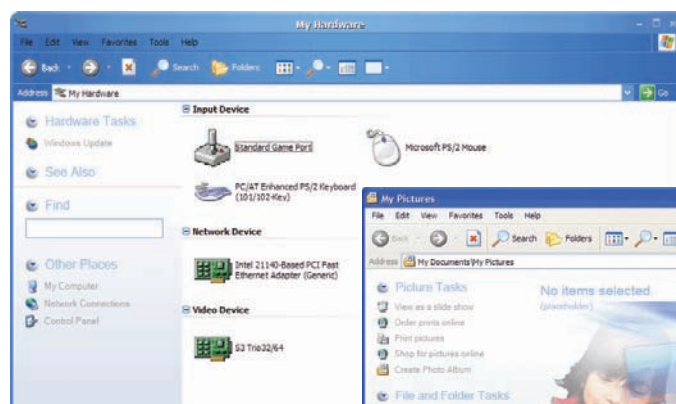 My Hardware
File Edit View Favorites Tools Help
Back Search Folders
Address My Hardware Go
Hardware Tasks
Windows Update
See Also
Find
Other Places
My Computer
Network Connections
Control Panel
Input Device
Standard Game Port Microsoft PS/2 Mouse
PC/AT Enhanced PS/2 Keyboard
(101/102-Key)
Network Device
Intel 21140-Based PCI Fast
Ethernet Adapter (Generic)
Video Device
S3 Trio32/64
My Pictures
File Edit View Favorites Tools Help
Back Search Folders
Address My Documents\My Pictures
Picture Tasks
View as a slide show
Order prints online
Print pictures
Shop for pictures online
Create Photo Album
File and Folder Tasks
No items selected
(placeholder)